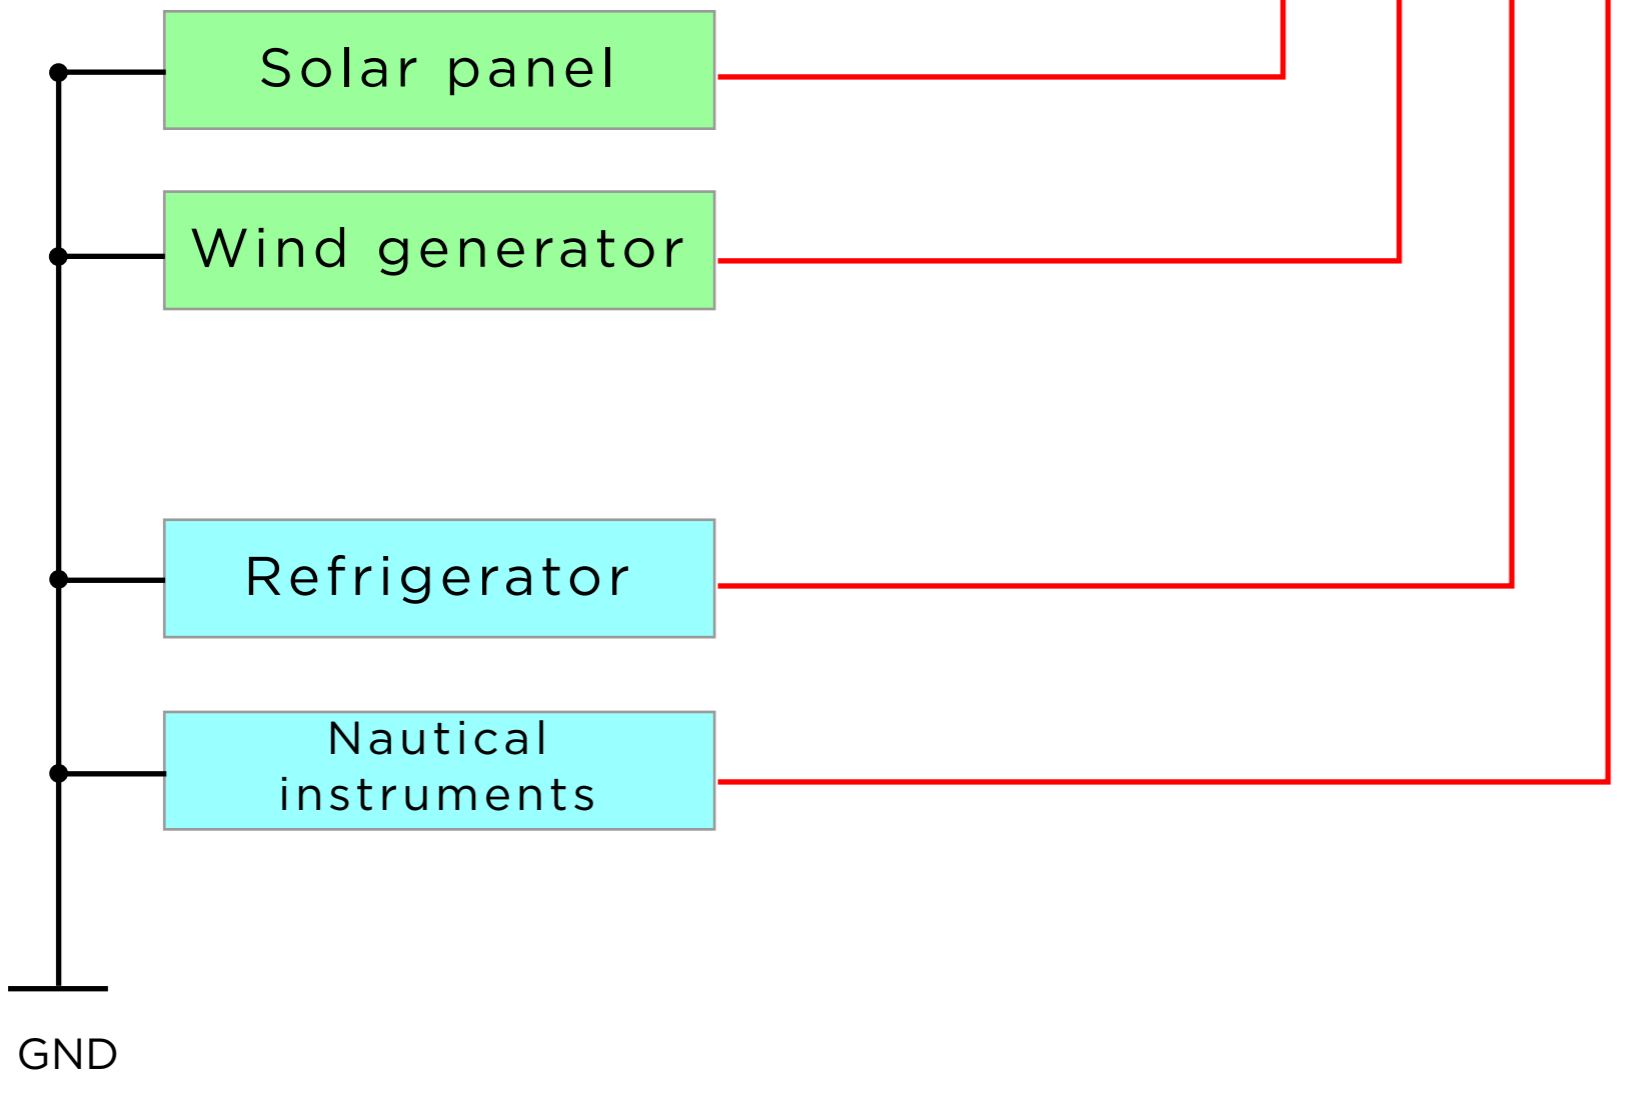 Solar panel
Wind generator
Refrigerator
Nautical
instruments
GND